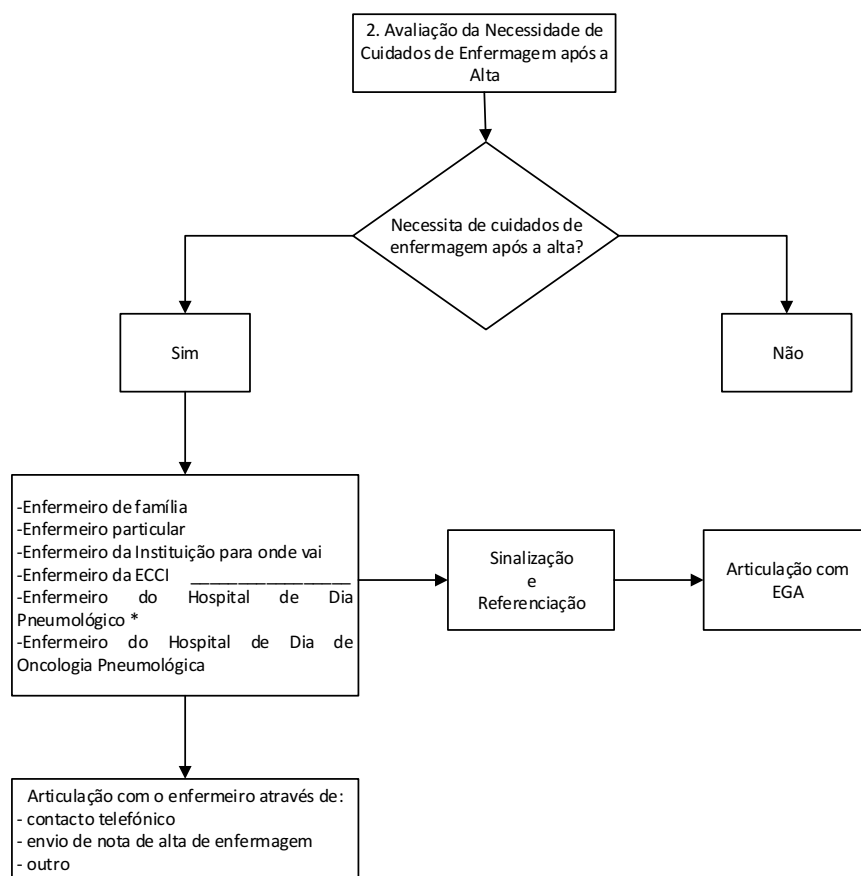 2. Avaliação da Necessidade de
Cuidados de Enfermagem após a
Alta
Necessita de cuidados de
enfermagem após a alta?
Sim
Não
-Enfermeiro de família
-Enfermeiro particular
-Enfermeiro da Instituição para onde vai
-Enfermeiro da ECCI ____________________
-Enfermeiro do Hospital de Dia
Pneumológico *
-Enfermeiro do Hospital de Dia de
Oncologia Pneumológica
Sinalização
e
Referenciação
Articulação com
EGA
Articulação com o enfermeiro através de:
- contacto telefónico
- envio de nota de alta de enfermagem
- outro